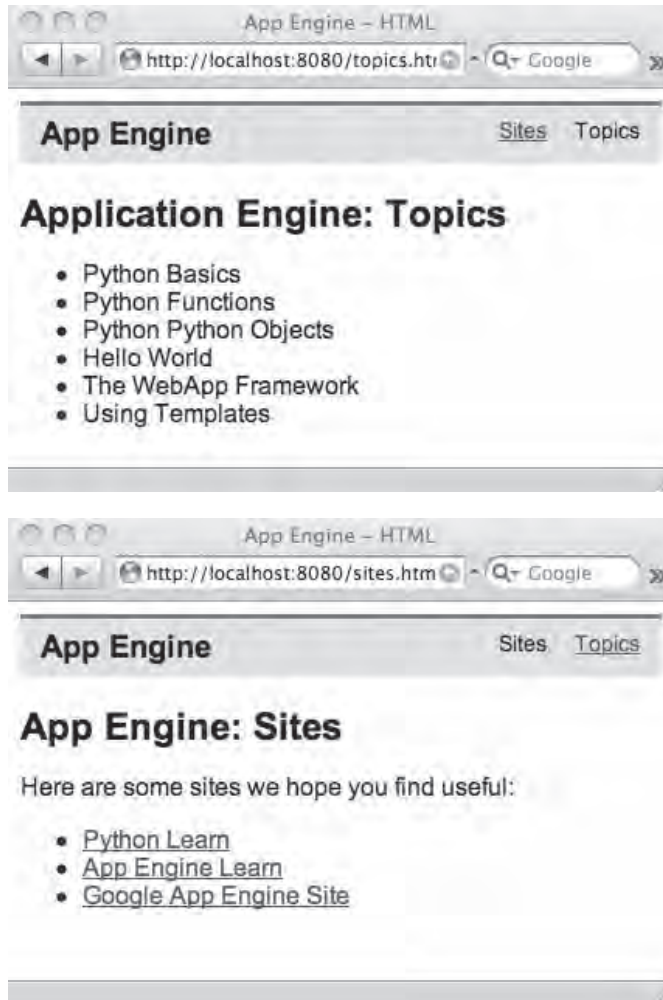 App Engine – HTML
http://localhost:8080/topics.htm Google
App Engine Sites Topics
Application Engine: Topics
• Python Basics
• Python Functions
• Python Python Objects
• Hello World
• The WebApp Framework
• Using Templates
App Engine – HTML
http://localhost:8080/sites.htm Google
App Engine Sites Topics
App Engine: Sites
Here are some sites we hope you find useful:
• Python Learn
• App Engine Learn
• Google App Engine Site